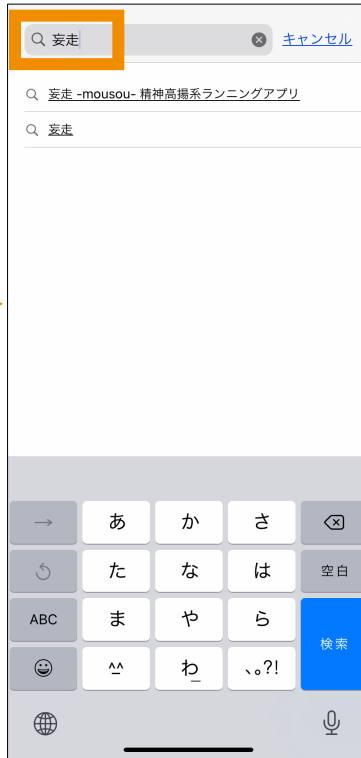 妄走
キャンセル
妄走 -mousou- 精神高揚系ランニングアプリ
妄走
→ あ か さ
た な は 空白
ABC ま や ら
^^ わ_ 、。?! 検索